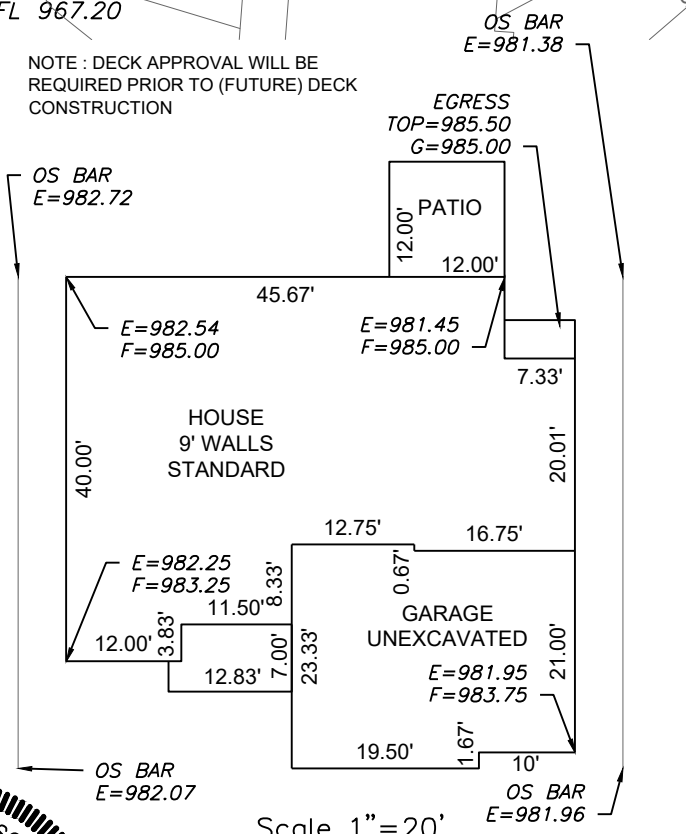 FL 967.20
NOTE : DECK APPROVAL WILL BE
REQUIRED PRIOR TO (FUTURE) DECK
CONSTRUCTION
OS BAR
E=981.38
EGRESS
TOP=985.50
G=985.00
OS BAR
E=982.72
PATIO
12.00'
12.00'
45.67'
E=982.54
F=985.00
E=981.45
F=985.00
7.33'
HOUSE
9' WALLS
STANDARD
40.00'
20.01'
12.75'
16.75'
E=982.25
F=983.25
8.33'
0.67'
11.50'
GARAGE
UNEXCAVATED
12.00'
3.83'
7.00'
23.33'
21.00'
12.83'
E=981.95
F=983.75
19.50'
1.67'
10'
OS BAR
E=982.07
OS BAR
E=981.96
Scale 1"=20'